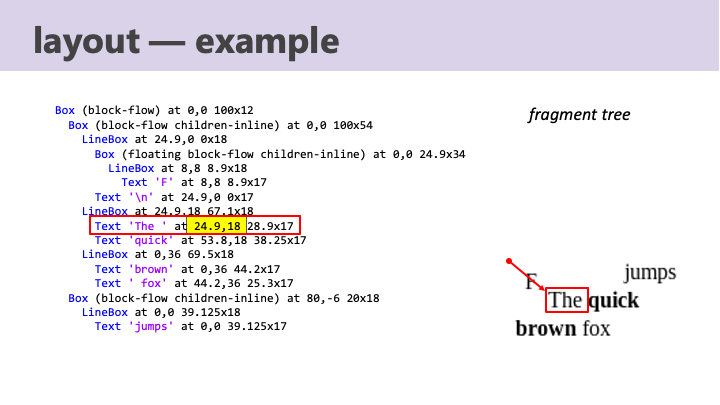 layout — example
Box (block-flow) at 0,0 100x12
Box (block-flow children-inline) at 0,0 100x54
LineBox at 24.9,0 0x18
Box (floating block-flow children-inline) at 0,0 24.9x34
LineBox at 8,8 8.9x18
Text 'F' at 8,8 8.9x17
Text '\n' at 24.9,0 0x17
LineBox at 24.9,18 67.1x18
Text 'The ' at 24.9,18 28.9x17
Text 'quick' at 53.8,18 38.25x17
LineBox at 0,36 69.5x18
Text 'brown' at 0,36 44.2x17
Text ' fox' at 44.2,36 25.3x17
Box (block-flow children-inline) at 80,-6 20x18
LineBox at 0,0 39.125x18
Text 'jumps' at 0,0 39.125x17
fragment tree
F jumps
The quick
brown fox